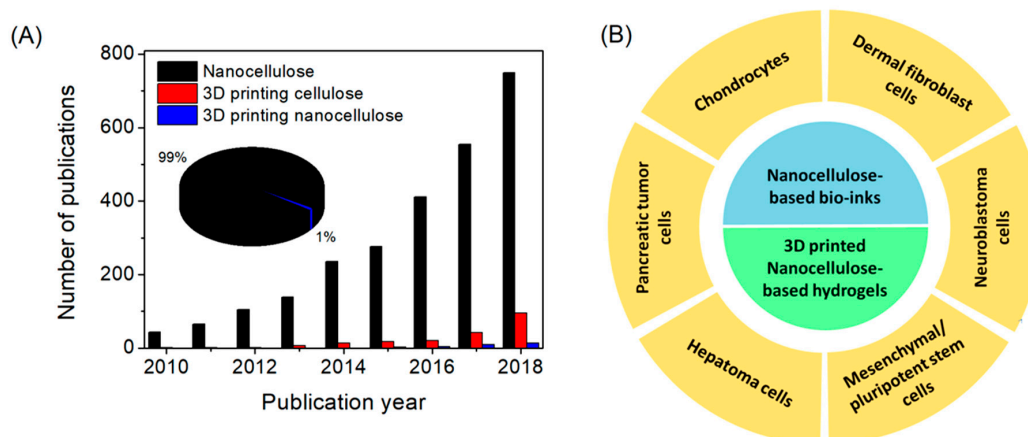 (A)
800
600
400
200
0
Number of publications
Nanocellulose
3D printing cellulose
3D printing nanocellulose
99%
1%
2010
2012
2014
2016
2018
Publication year
(B)
Chondrocytes
Dermal fibroblast
cells
Neuroblastoma
cells
Mesenchymal/
pluripotent stem
cells
Hepatoma cells
Pancreatic tumor
cells
Nanocellulose-
based bio-inks
3D printed
Nanocellulose-
based hydrogels